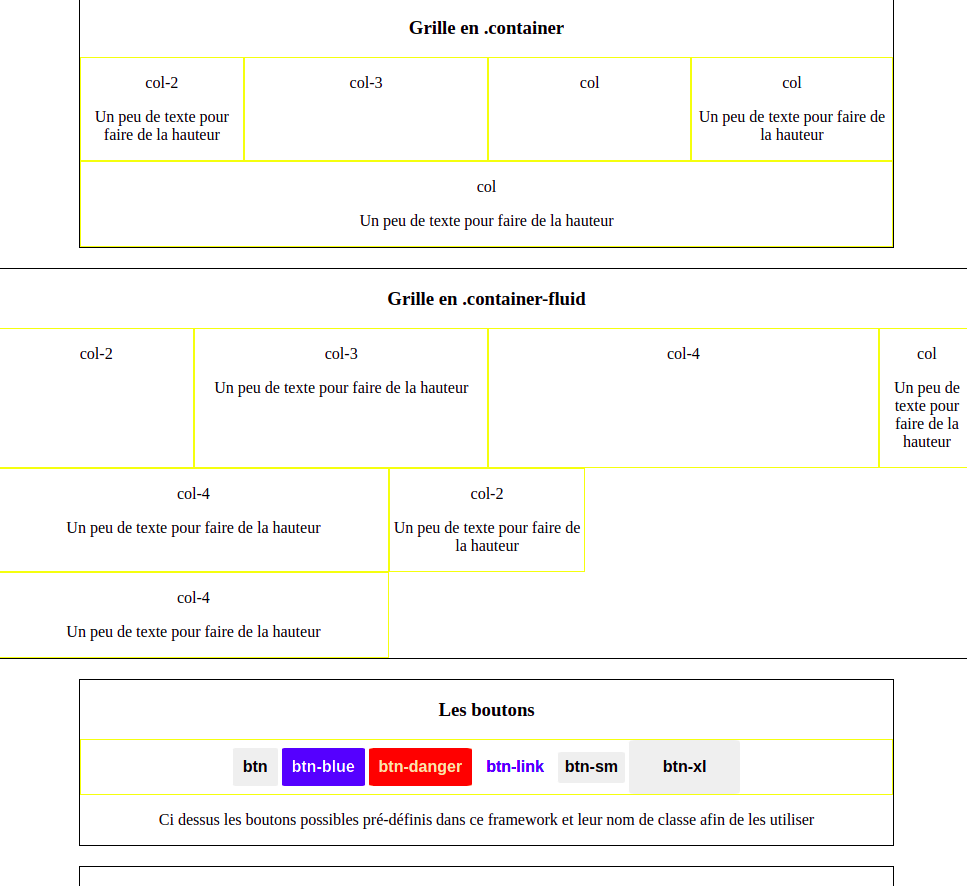 Grille en .container
col-2
Un peu de texte pour
faire de la hauteur
col-3
col
col
Un peu de texte pour faire de
la hauteur
col
Un peu de texte pour faire de la hauteur
Grille en .container-fluid
col-2
col-3
Un peu de texte pour faire de la hauteur
col-4
col
Un peu de
texte pour
faire de la
hauteur
col-4
Un peu de texte pour faire de la hauteur
col-2
Un peu de texte pour faire de
la hauteur
col-4
Un peu de texte pour faire de la hauteur
Les boutons
btn btn-blue btn-danger btn-link btn-sm btn-xl
Ci dessus les boutons possibles pré-définis dans ce framework et leur nom de classe afin de les utiliser